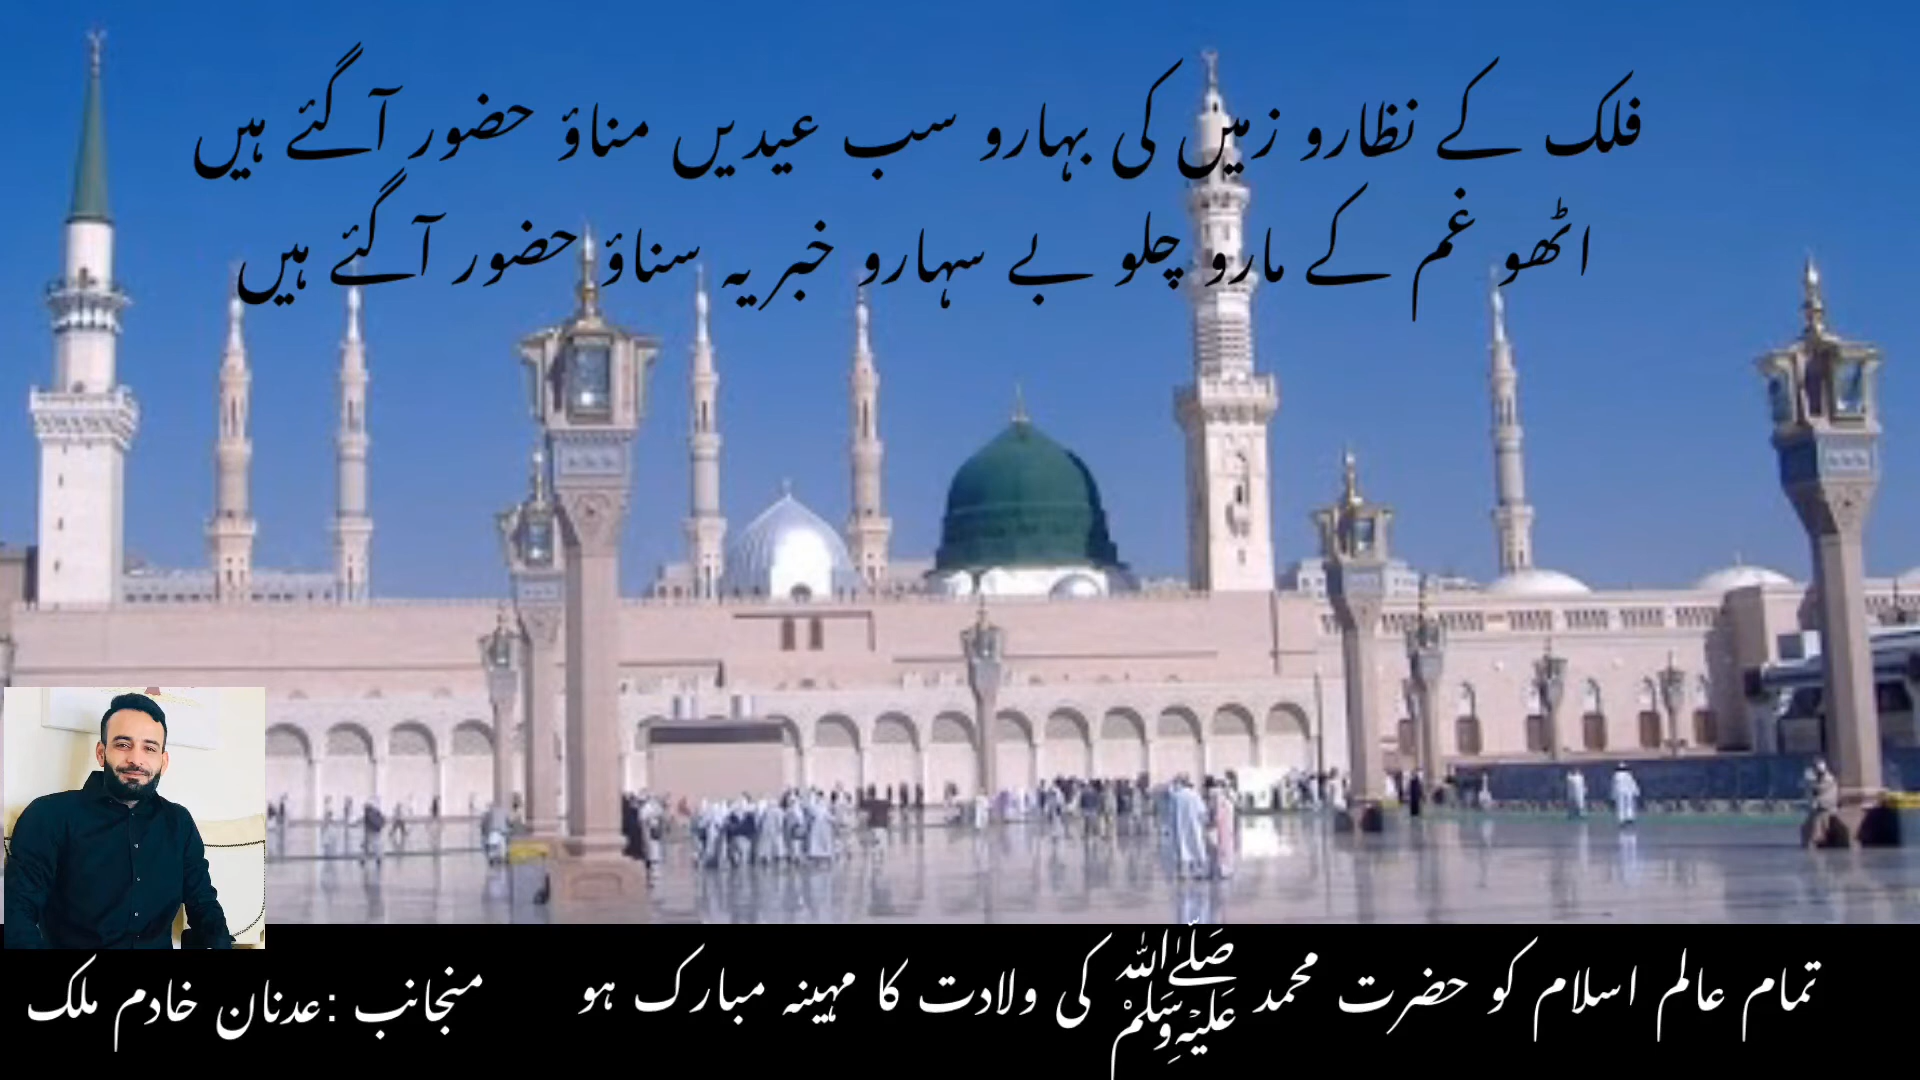 فلک کے نظارو زمیں کی بہارو سب عیدیں مناؤ حضور آگئے ہیں
اٹھو غم کے مارو چلو بے سہارو خبر یہ سناؤ حضور آگئے ہیں
تمام عالم اسلام کو حضرت محمد ﷺ کی ولادت کا مہینہ مبارک ہو
منجانب :عدنان خادم ملک